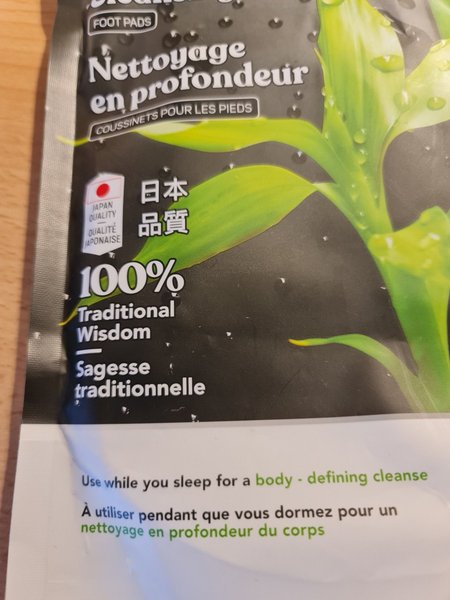 FOOT PADS
Nettoyage
en profondeur
COUSSINETS POUR LES PIEDS
JAPAN
QUALITY
QUALITÉ
JAPONAISE
日本
品質
100%
Traditional
Wisdom
Sagesse
traditionnelle
Use while you sleep for a body - defining cleanse
À utiliser pendant que vous dormez pour un
nettoyage en profondeur du corps